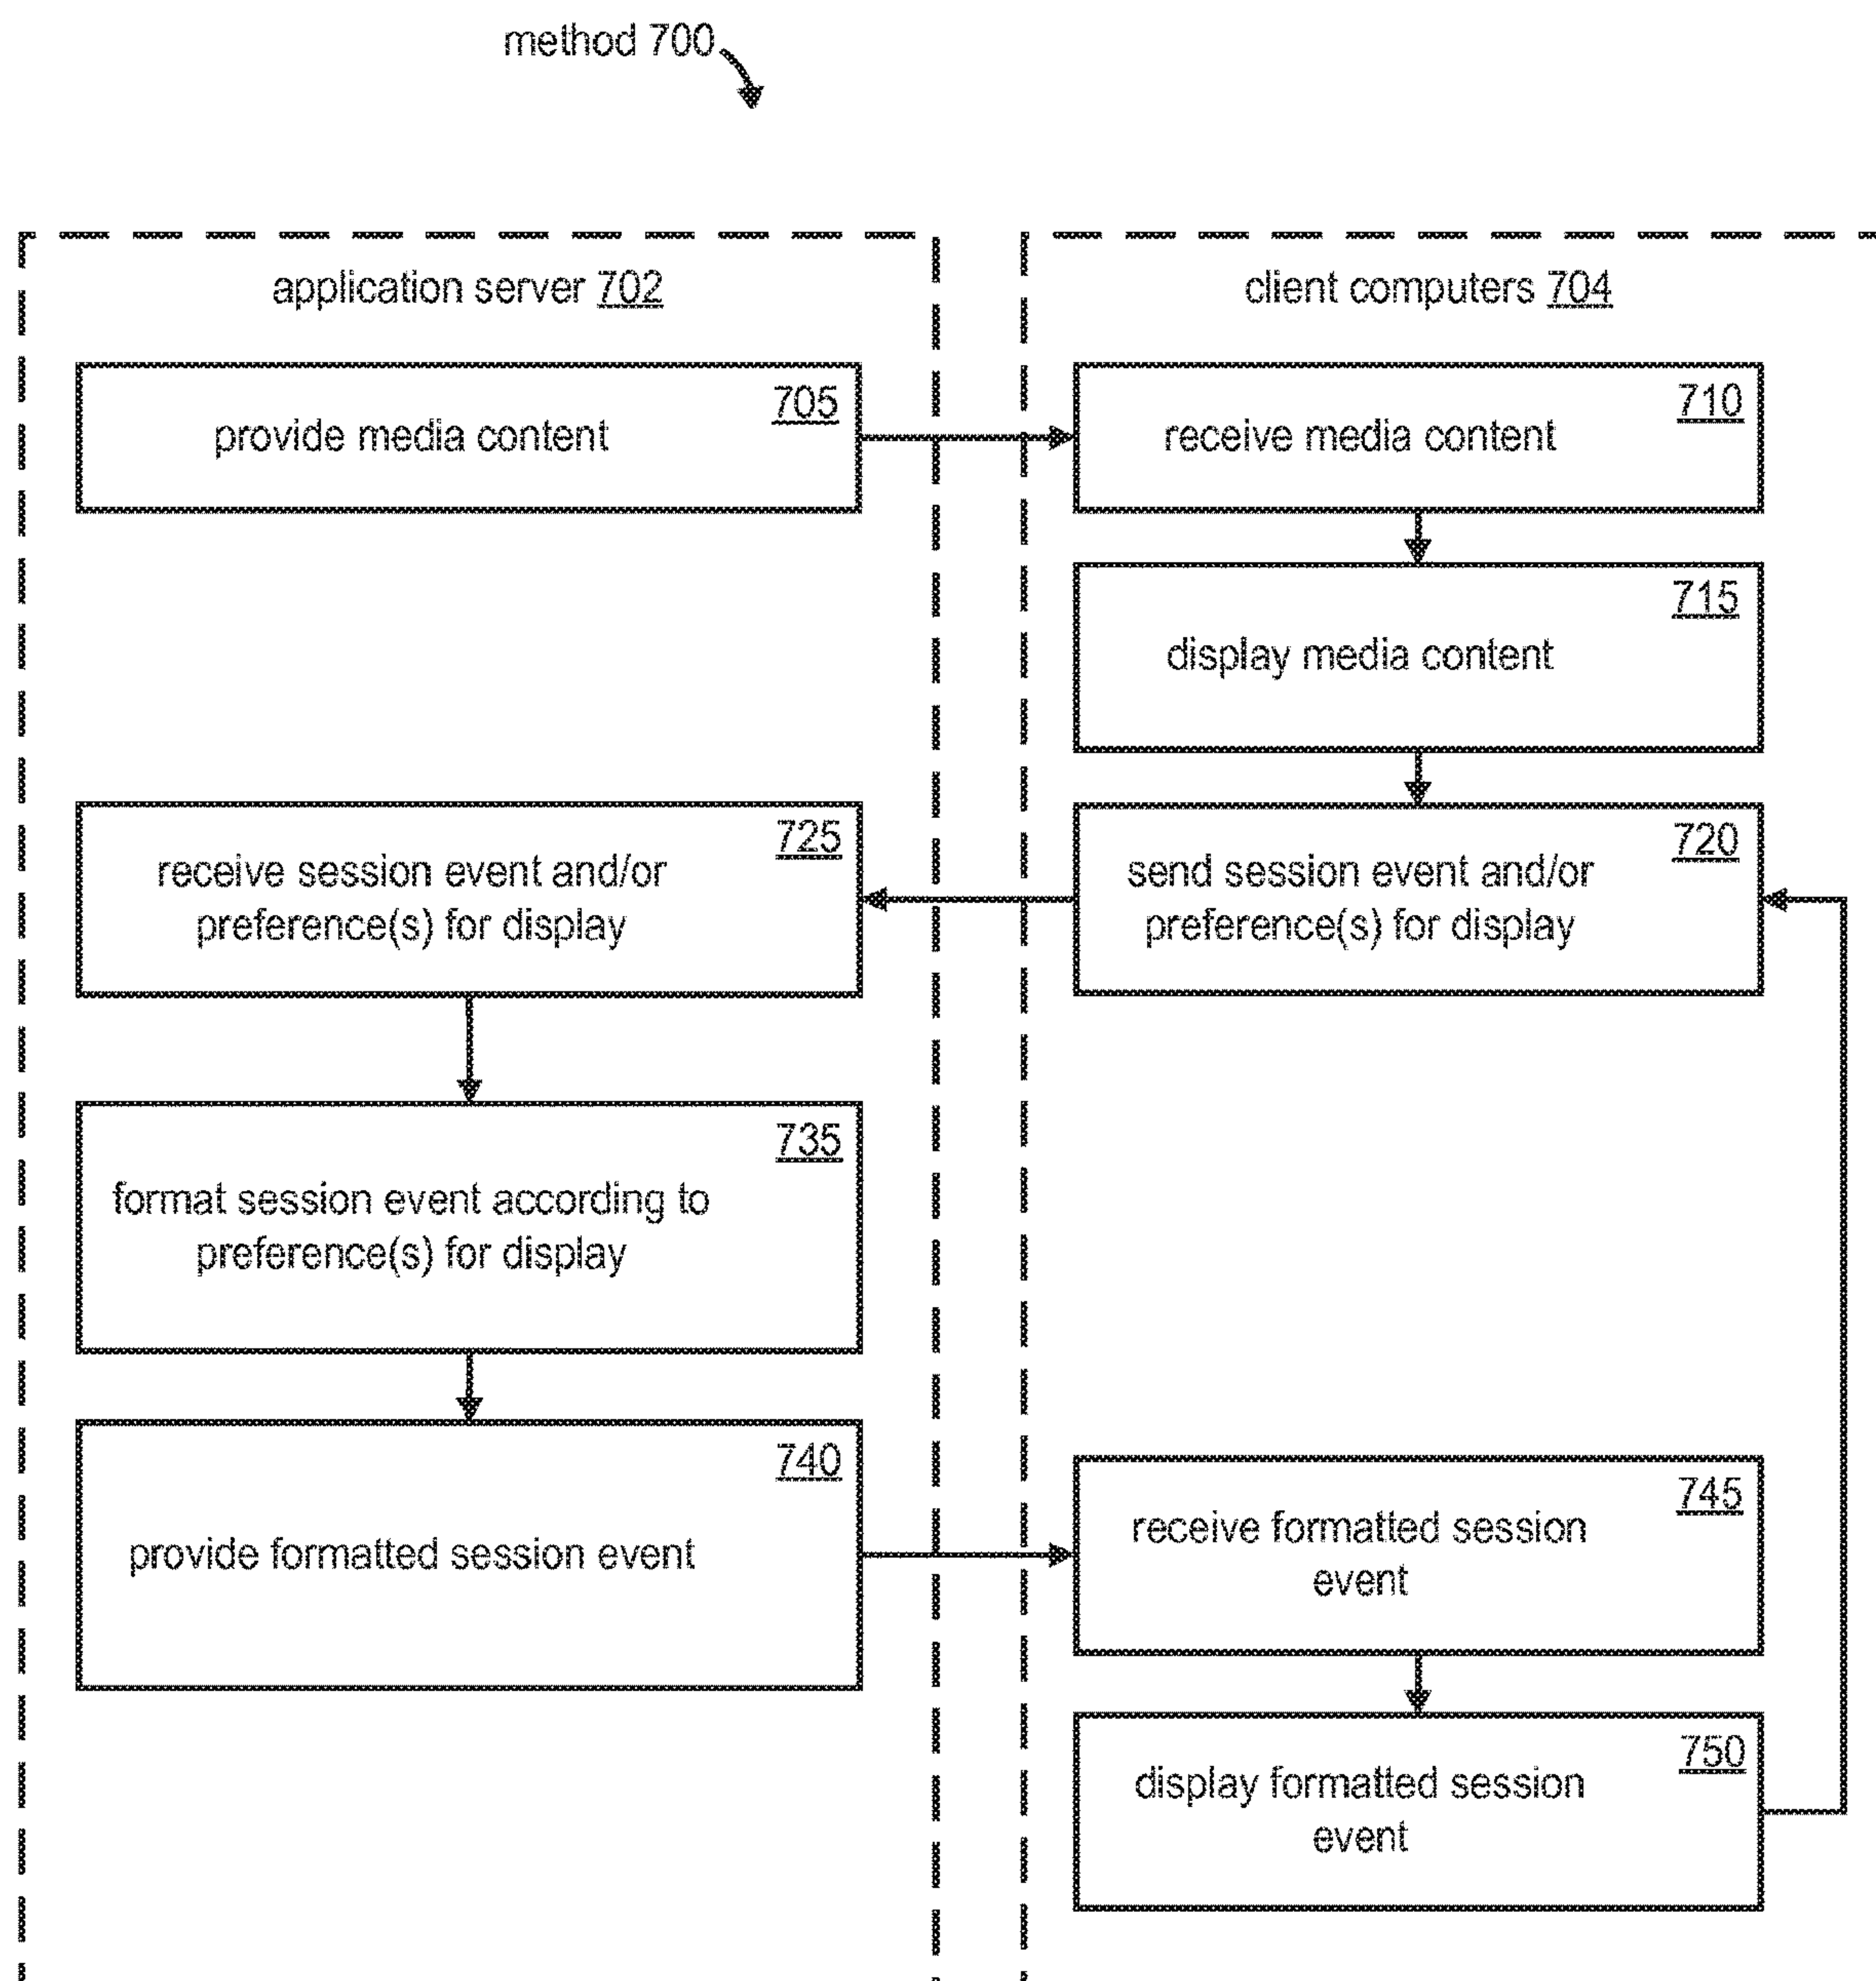 method 700
application server 702
client computers 704
705
provide media content
710
receive media content
715
display media content
725
receive session event and/or
preference(s) for display
720
send session event and/or
preference(s) for display
735
format session event according to
preference(s) for display
740
provide formatted session event
745
receive formatted session
event
750
display formatted session
event